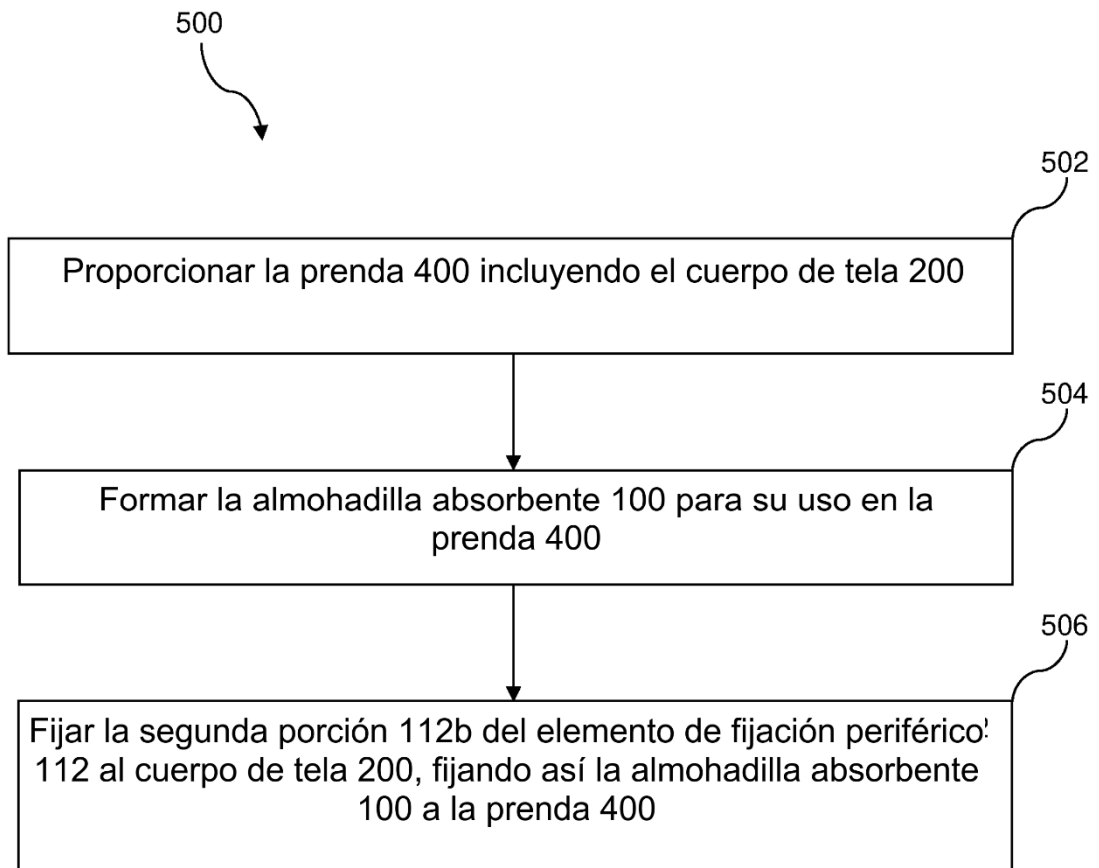 500
502
Proporcionar la prenda 400 incluyendo el cuerpo de tela 200
504
Formar la almohadilla absorbente 100 para su uso en la
prenda 400
506
Fijar la segunda porción 112b del elemento de fijación periférico
112 al cuerpo de tela 200, fijando así la almohadilla absorbente
100 a la prenda 400